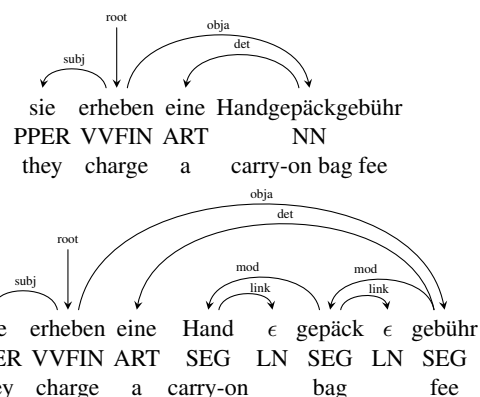 root
obja
det
subj
sie erheben eine Handgepäckgebühr
PPER VVFIN ART NN
they charge a carry-on bag fee
obja
det
root
mod mod
subj link link
e erheben eine Hand ϵ gepäck ϵ gebühr
ER VVFIN ART SEG LN SEG LN SEG
ey charge a carry-on bag fee